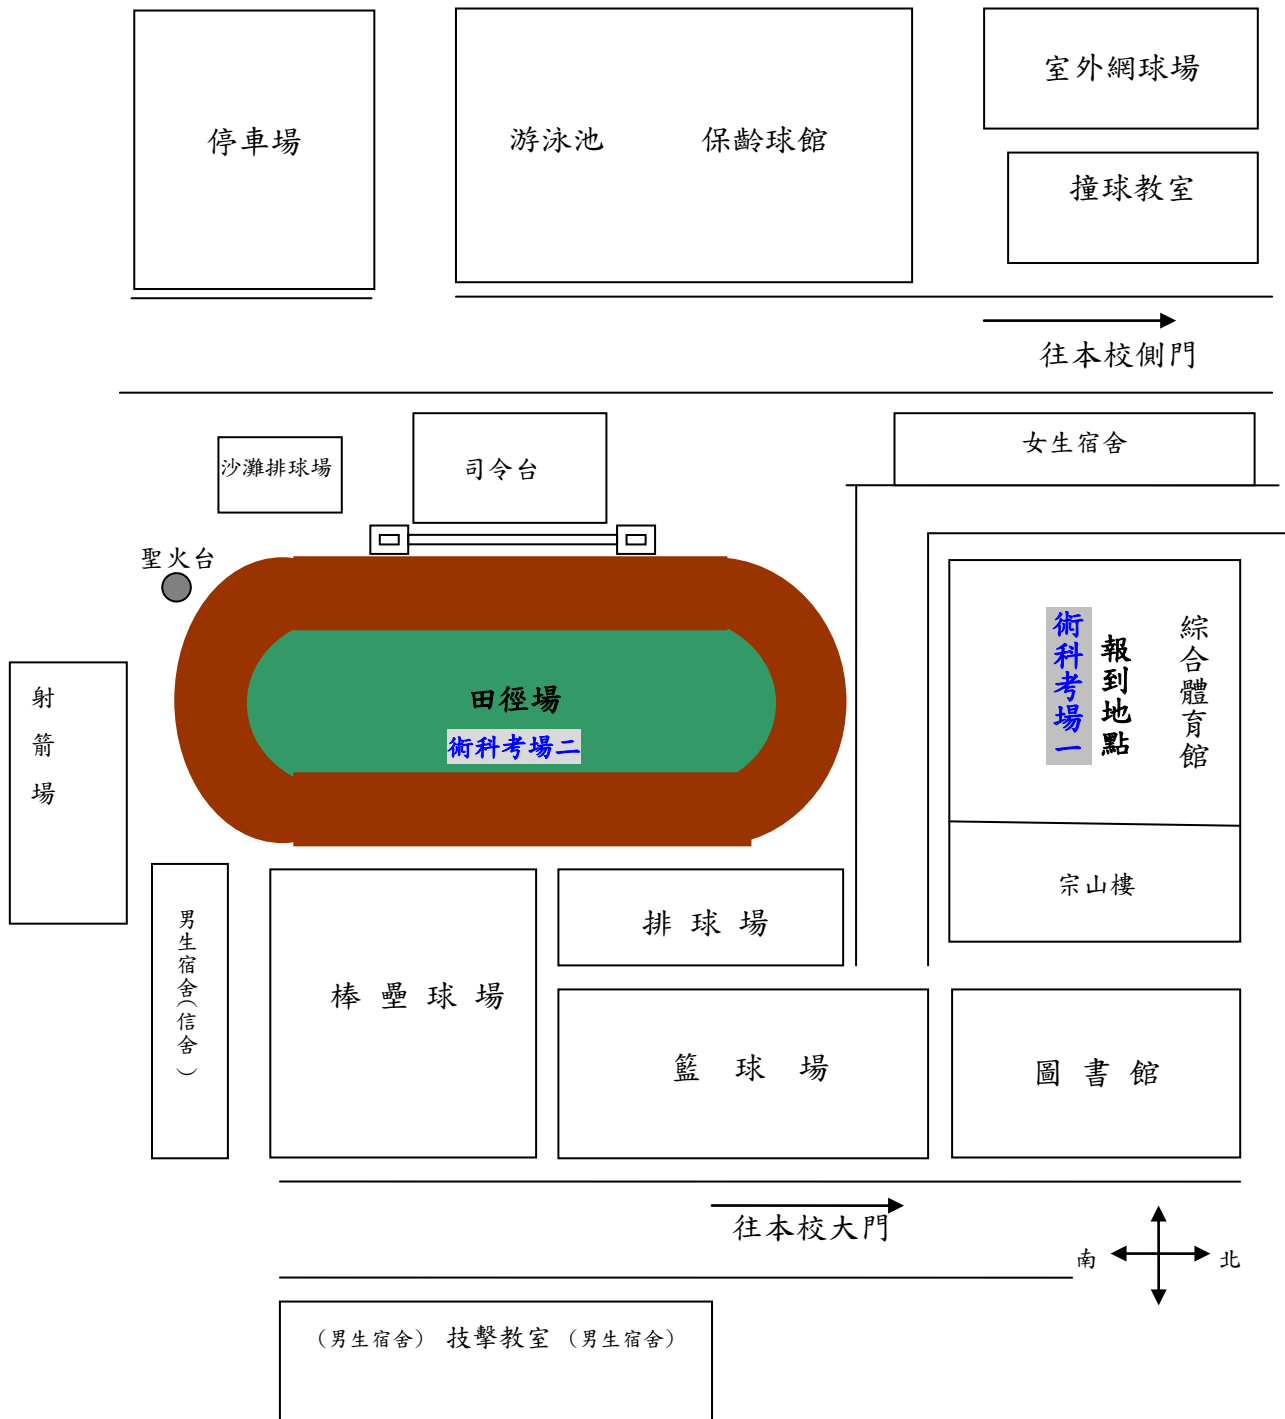 停車場
游泳池
保齡球館
室外網球場
撞球教室
往本校側門
沙灘排球場
司令台
女生宿舍
聖火台
射箭場
田徑場
術科考場二
綜合體育館
報到地點
術科考場一
宗山樓
男生宿舍(信舍)
棒壘球場
排球場
籃球場
圖書館
往本校大門
南
北
(男生宿舍) 技擊教室 (男生宿舍)